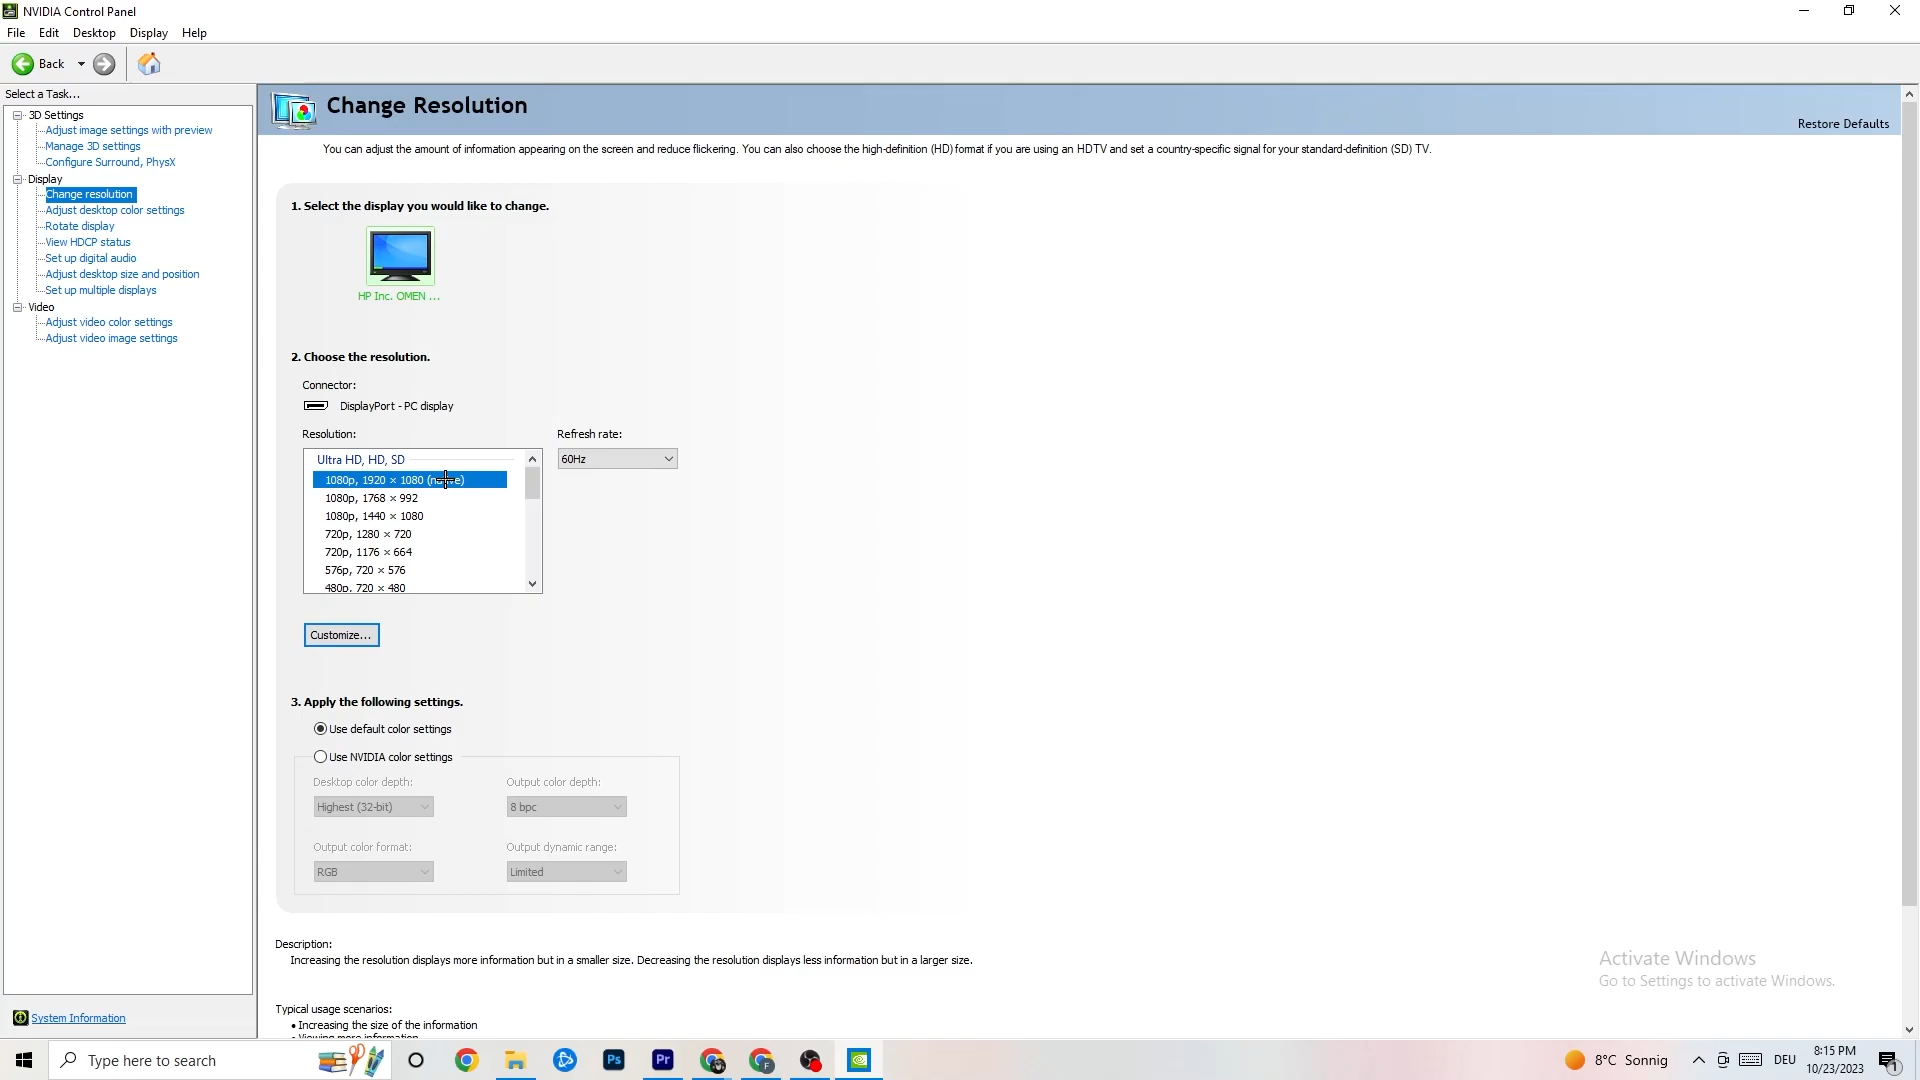 NVIDIA Control Panel
File Edit Desktop Display Help
Back
Select a Task...
3D Settings
Adjust image settings with preview
Manage 3D settings
Configure Surround, PhysX
Display
Change resolution
Adjust desktop color settings
Rotate display
View HDCP status
Set up digital audio
Adjust desktop size and position
Set up multiple displays
Video
Adjust video color settings
Adjust video image settings
System Information
Change Resolution
Restore Defaults
You can adjust the amount of information appearing on the screen and reduce flickering. You can also choose the high-definition (HD) format if you are using an HDTV and set a country-specific signal for your standard-definition (SD) TV.
1. Select the display you would like to change.
HP Inc. OMEN ...
2. Choose the resolution.
Connector:
DisplayPort - PC display
Resolution:
Refresh rate:
Ultra HD, HD, SD
60Hz
1080p, 1920 × 1080
1080p, 1768 × 992
1080p, 1440 × 1080
720p, 1280 × 720
720p, 1176 × 664
576p, 720 × 576
480p, 720 × 480
Customize...
3. Apply the following settings.
Use default color settings
Use NVIDIA color settings
Desktop color depth:
Output color depth:
Highest (32-bit)
8 bpc
Output color format:
Output dynamic range:
RGB
Limited
Description:
Increasing the resolution displays more information but in a smaller size. Decreasing the resolution displays less information but in a larger size.
Typical usage scenarios:
• Increasing the size of the information
Activate Windows
Go to Settings to activate Windows.
Type here to search
Ps
Pr
F
8°C Sonnig
DEU
8:15 PM
10/23/2023
1